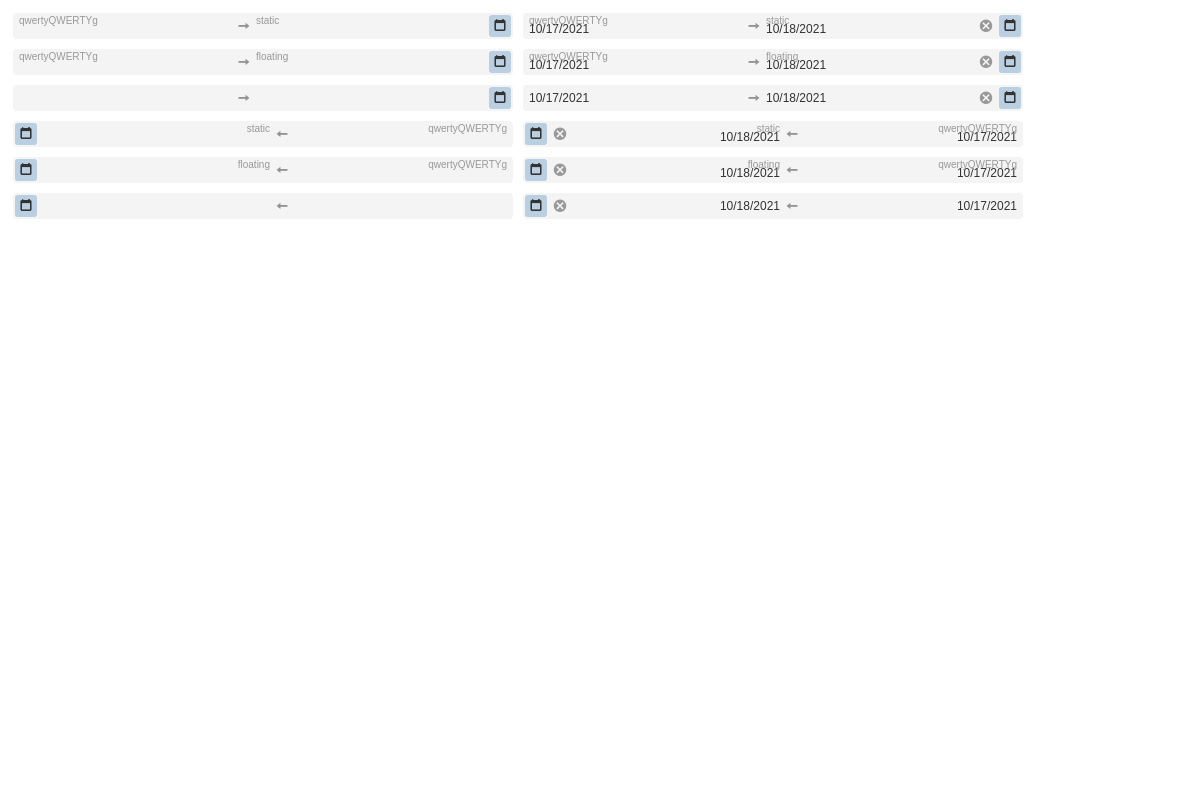 qwertyQWERTYg static qwertyQWERTYg static
10/17/2021 10/18/2021
qwertyQWERTYg floating qwertyQWERTYg floating
10/17/2021 10/18/2021
10/17/2021 10/18/2021
static qwertyQWERTYg static qwertyQWERTYg
10/18/2021 10/17/2021
floating qwertyQWERTYg floating qwertyQWERTYg
10/18/2021 10/17/2021
10/18/2021 10/17/2021